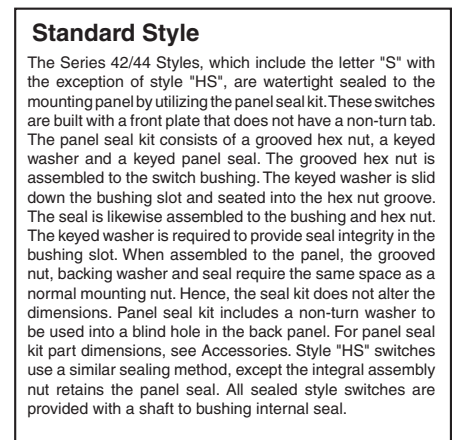 Standard Style
The Series 42/44 Styles, which include the letter "S" with
the exception of style "HS", are watertight sealed to the
mounting panel by utilizing the panel seal kit. These switches
are built with a front plate that does not have a non-turn tab.
The panel seal kit consists of a grooved hex nut, a keyed
washer and a keyed panel seal. The grooved hex nut is
assembled to the switch bushing. The keyed washer is slid
down the bushing slot and seated into the hex nut groove.
The seal is likewise assembled to the bushing and hex nut.
The keyed washer is required to provide seal integrity in the
bushing slot. When assembled to the panel, the grooved
nut, backing washer and seal require the same space as a
normal mounting nut. Hence, the seal kit does not alter the
dimensions. Panel seal kit includes a non-turn washer to
be used into a blind hole in the back panel. For panel seal
kit part dimensions, see Accessories. Style "HS" switches
use a similar sealing method, except the integral assembly
nut retains the panel seal. All sealed style switches are
provided with a shaft to bushing internal seal.